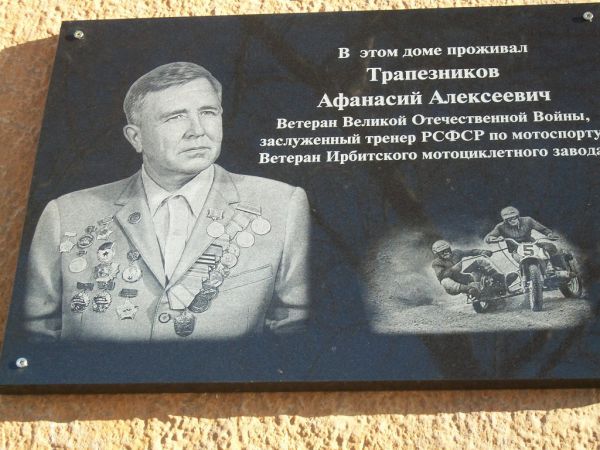 В этом доме проживал
Трапезников
Афанасий Алексеевич
Ветеран Великой Отечественной Войны,
заслуженный тренер РСФСР по мотоспорту
Ветеран Ирбитского мотоциклетного завода
5